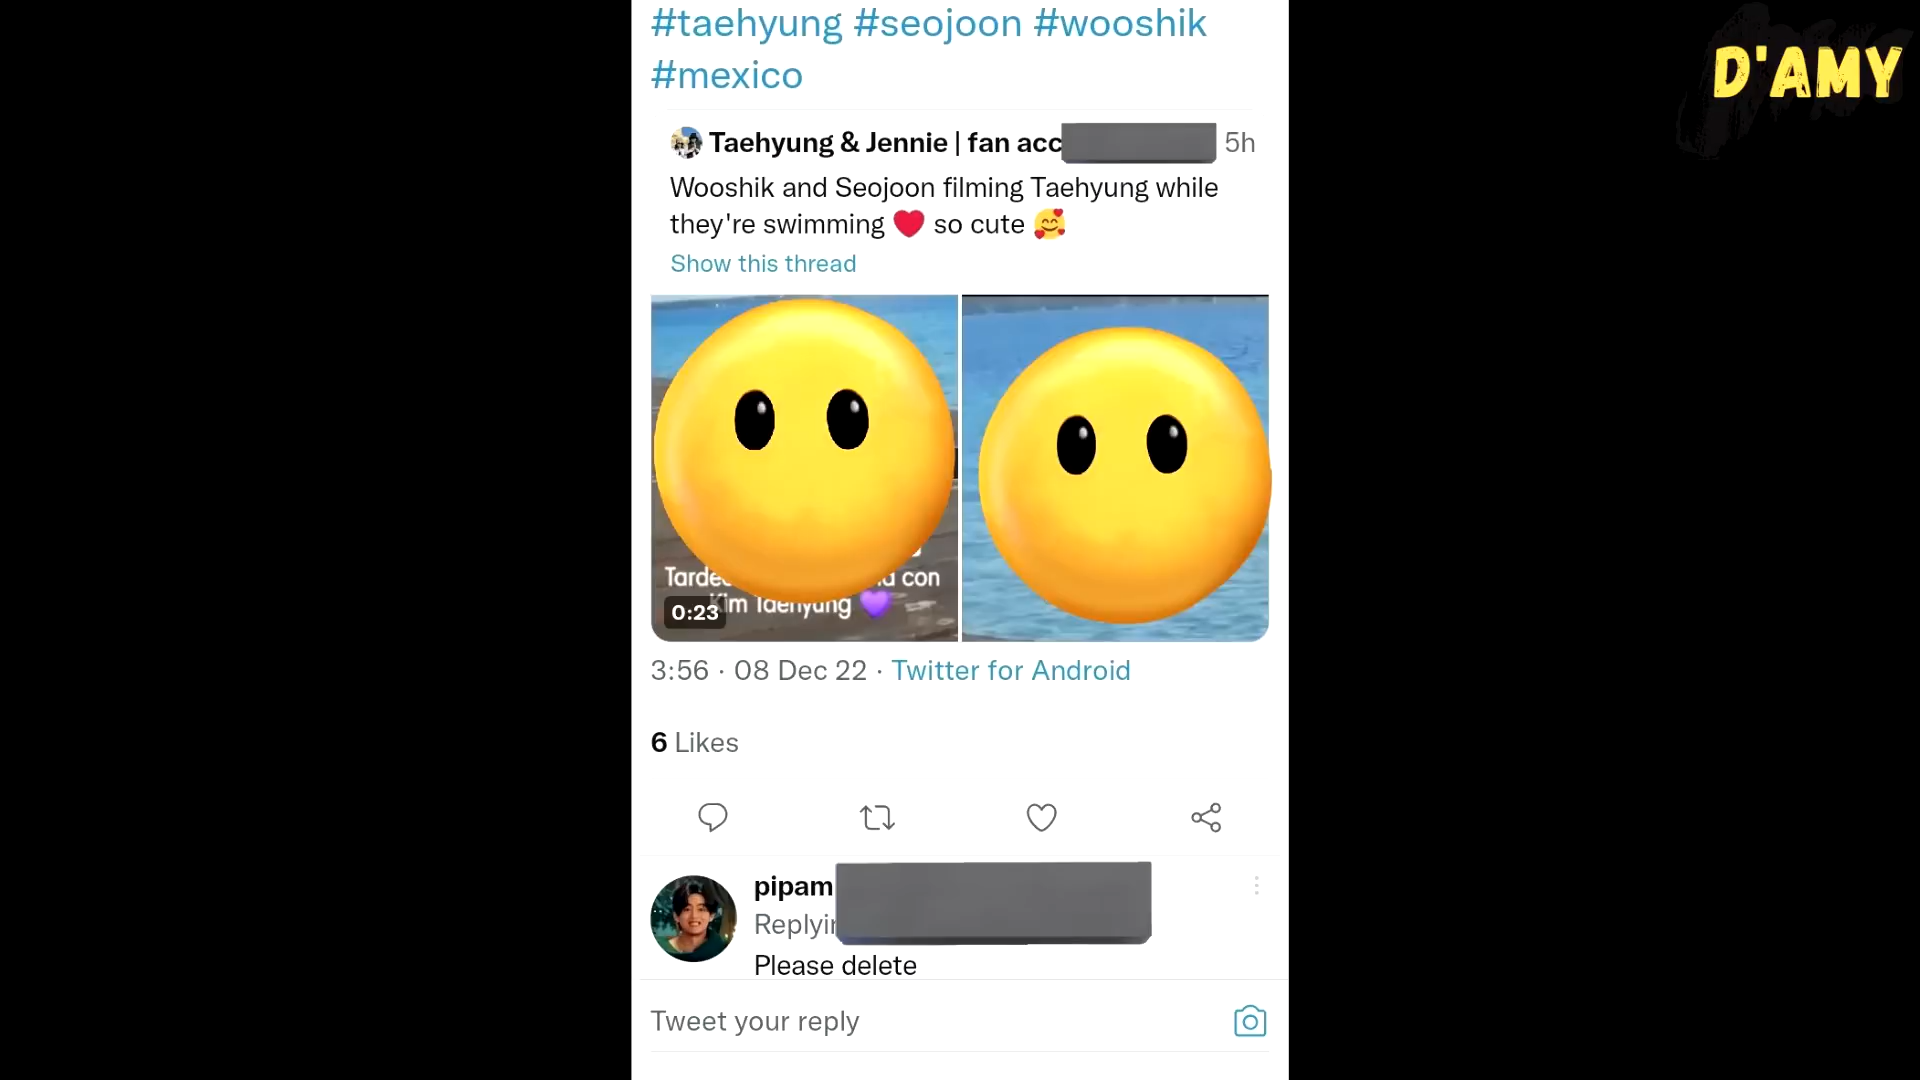 #taehyung #seojoon #wooshik
#mexico
D'AMY
Taehyung & Jennie | fan acc 5h
Wooshik and Seojoon filming Taehyung while
they're swimming ❤️ so cute 🥰
Show this thread
con
Kim Taehyung 💜
0:23
3:56 · 08 Dec 22 · Twitter for Android
6 Likes
pipam
Please delete
Tweet your reply